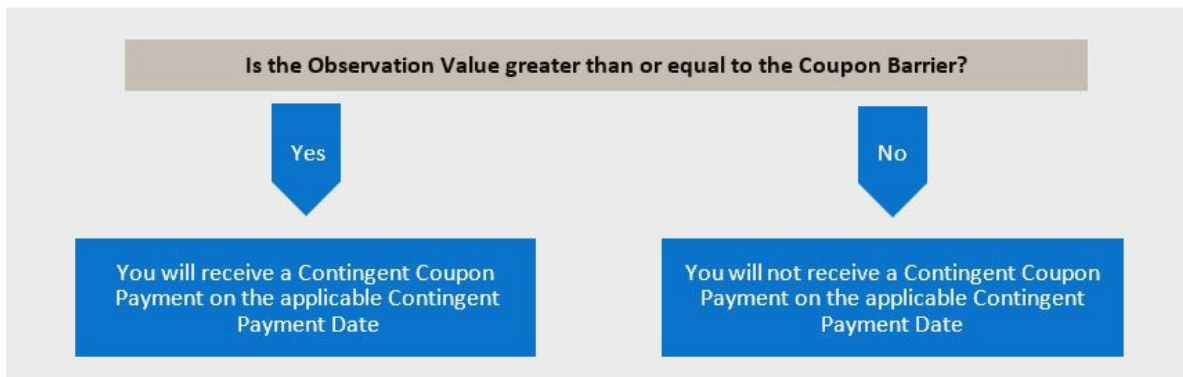 Is the Observation Value greater than or equal to the Coupon Barrier?
Yes
No
You will receive a Contingent Coupon
Payment on the applicable Contingent
Payment Date
You will not receive a Contingent Coupon
Payment on the applicable Contingent
Payment Date